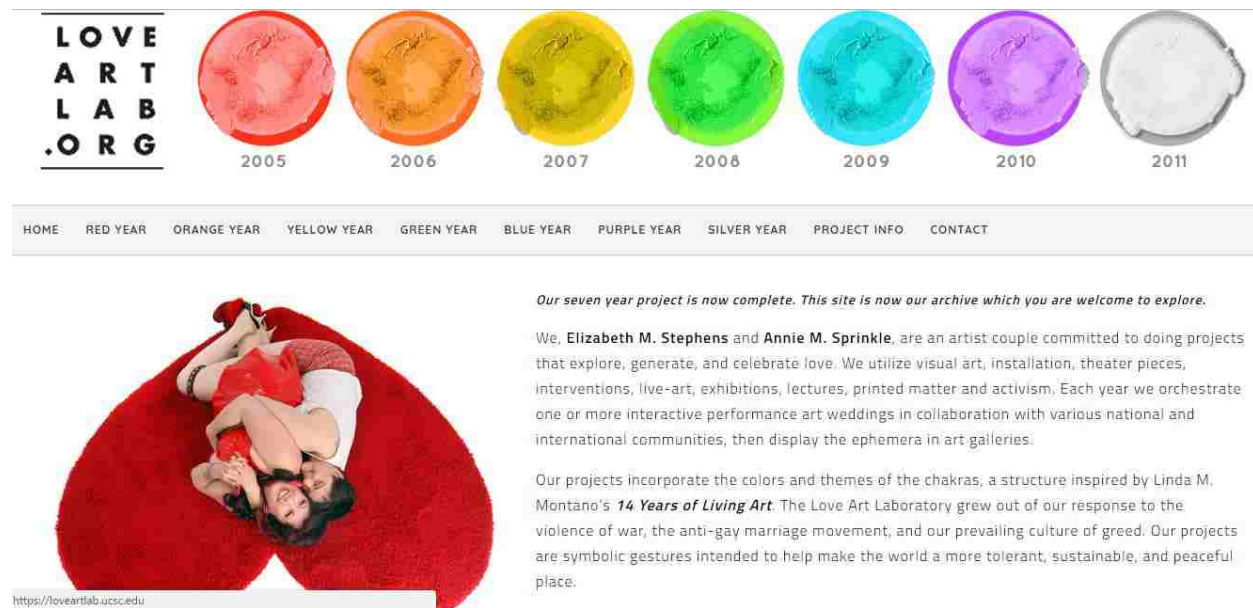 LOVE
ART
LAB
.ORG
2005 2006 2007 2008 2009 2010 2011
HOME RED YEAR ORANGE YEAR YELLOW YEAR GREEN YEAR BLUE YEAR PURPLE YEAR SILVER YEAR PROJECT INFO CONTACT
Our seven year project is now complete. This site is now our archive which you are welcome to explore.
We, Elizabeth M. Stephens and Annie M. Sprinkle, are an artist couple committed to doing projects
that explore, generate, and celebrate love. We utilize visual art, installation, theater pieces,
interventions, live-art, exhibitions, lectures, printed matter and activism. Each year we orchestrate
one or more interactive performance art weddings in collaboration with various national and
international communities, then display the ephemera in art galleries.
Our projects incorporate the colors and themes of the chakras, a structure inspired by Linda M.
Montano's 14 Years of Living Art. The Love Art Laboratory grew out of our response to the
violence of war, the anti-gay marriage movement, and our prevailing culture of greed. Our projects
are symbolic gestures intended to help make the world a more tolerant, sustainable, and peaceful
place.
https://loveartlab.ucsc.edu